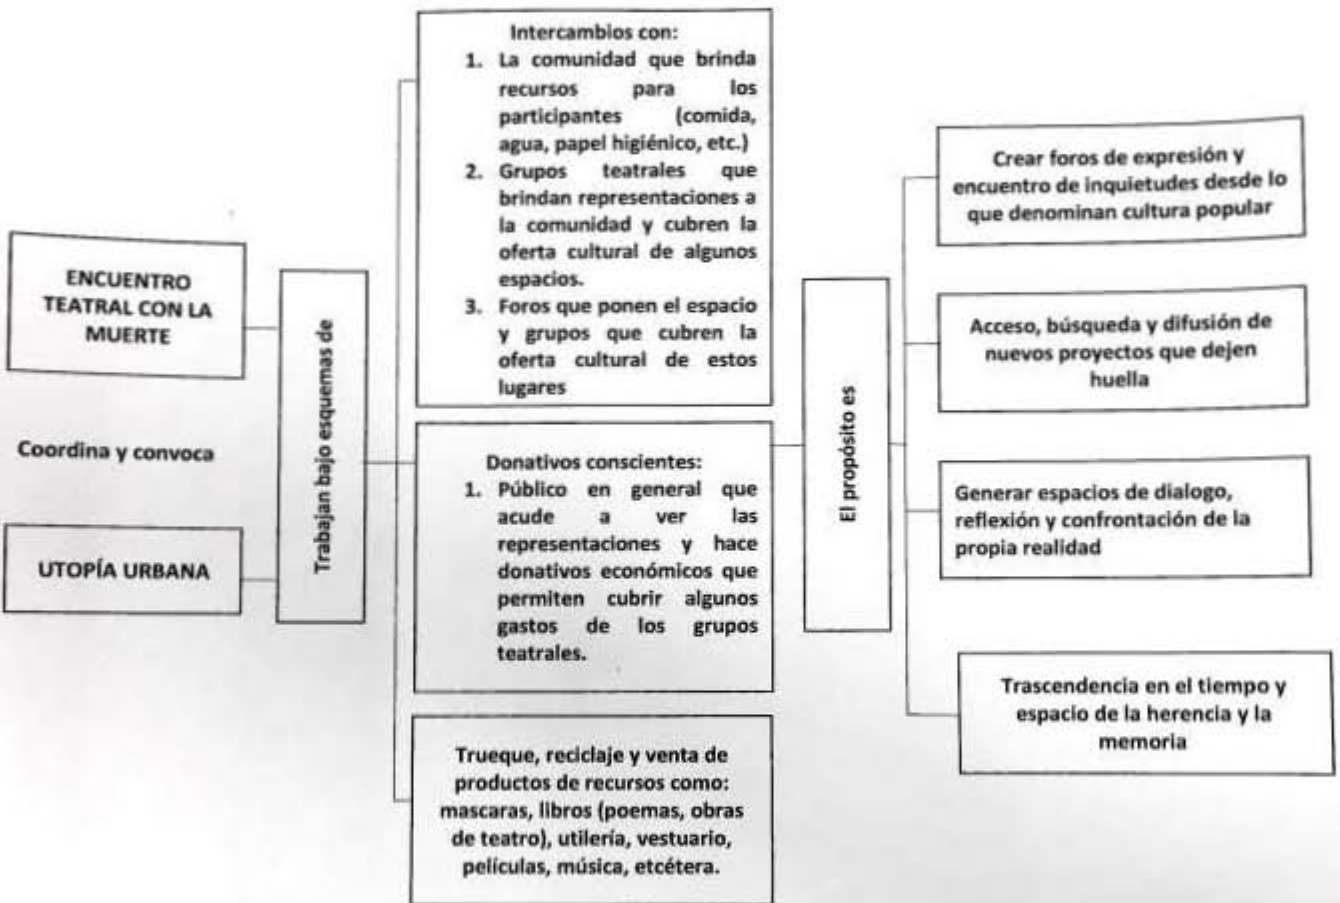 ENCUENTRO
TEATRAL CON LA
MUERTE
Coordina y convoca
UTOPÍA URBANA
Trabajan bajo esquemas de
Intercambios con:
1. La comunidad que brinda
recursos para los
participantes (comida,
agua, papel higiénico, etc.)
2. Grupos teatrales que
brindan representaciones a
la comunidad y cubren la
oferta cultural de algunos
espacios.
3. Foros que ponen el espacio
y grupos que cubren la
oferta cultural de estos
lugares
Donativos conscientes:
1. Público en general que
acude a ver las
representaciones y hace
donativos económicos que
permiten cubrir algunos
gastos de los grupos
teatrales.
Trueque, reciclaje y venta de
productos de recursos como:
mascaras, libros (poemas, obras
de teatro), utilería, vestuario,
películas, música, etcétera.
El propósito es
Crear foros de expresión y
encuentro de inquietudes desde lo
que denominan cultura popular
Acceso, búsqueda y difusión de
nuevos proyectos que dejen
huella
Generar espacios de dialogo,
reflexión y confrontación de la
propia realidad
Trascendencia en el tiempo y
espacio de la herencia y la
memoria